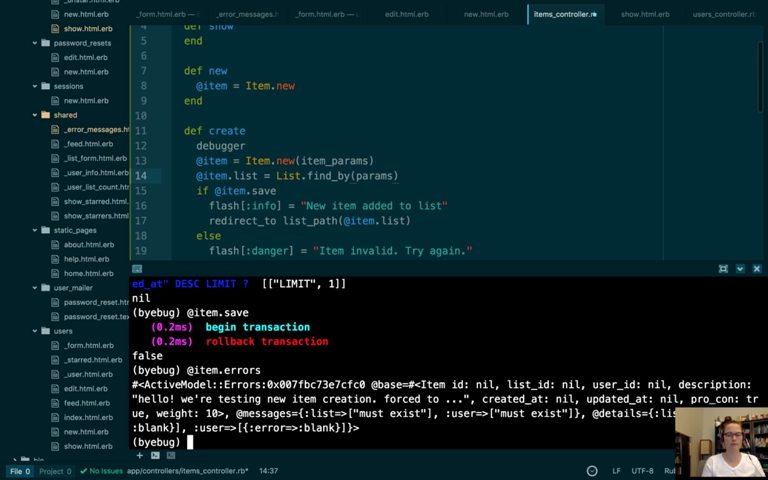 _unstar.html.erb
new.html.erb
show.html.erb
password_resets
edit.html.erb
new.html.erb
sessions
new.html.erb
shared
_error_messages.ht
_feed.html.erb
_list_form.html.erb
_user_info.html.erb
_user_list_count.htm
show_starred.html.e
show_starrers.html.e
static_pages
about.html.erb
help.html.erb
home.html.erb
user_mailer
password_reset.htm
password_reset.tex
users
_form.html.erb
_starred.html.erb
_user.html.erb
edit.html.erb
feed.html.erb
index.html.erb
new.html.erb
show.html.erb
_form.html.erb —
_error_messages.
_form.html.erb —
edit.html.erb
new.html.erb
items_controller.rb
show.html.erb
users_controller.rb
4 def show
5 end
6
7 def new
8 @item = Item.new
9 end
10
11 def create
12 debugger
13 @item = Item.new(item_params)
14 @item.list = List.find_by(params)
15 if @item.save
16 flash[:info] = "New item added to list"
17 redirect_to list_path(@item.list)
18 else
19 flash[:danger] = "Item invalid. Try again."
ed_at" DESC LIMIT ? [["LIMIT", 1]]
nil
(byebug) @item.save
(0.2ms) begin transaction
(0.2ms) rollback transaction
false
(byebug) @item.errors
#<ActiveModel::Errors:0x007fbc73e7cfc0 @base=#<Item id: nil, list_id: nil, user_id: nil, description:
"hello! we're testing new item creation. forced to ...", created_at: nil, updated_at: nil, pro_con: tr
ue, weight: 10>, @messages={:list=>["must exist"], :user=>["must exist"]}, @details={:lis
:blank}], :user=>[{:error=>:blank}]}>
(byebug)
File 0 Project 0 No Issues app/controllers/items_controller.rb* 14:37 LF UTF-8 Rub